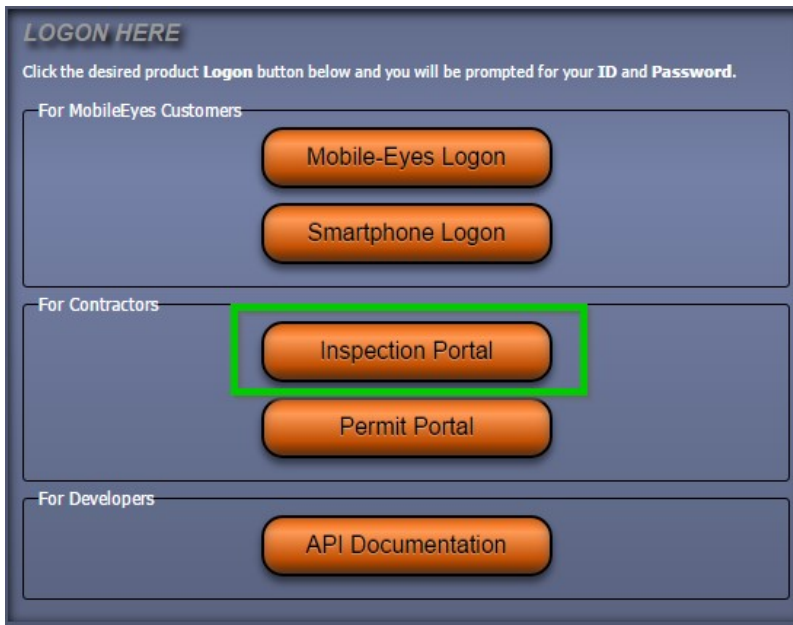 LOGON HERE
Click the desired product Logon button below and you will be prompted for your ID and Password.
For MobileEyes Customers
Mobile-Eyes Logon
Smartphone Logon
For Contractors
Inspection Portal
Permit Portal
For Developers
API Documentation